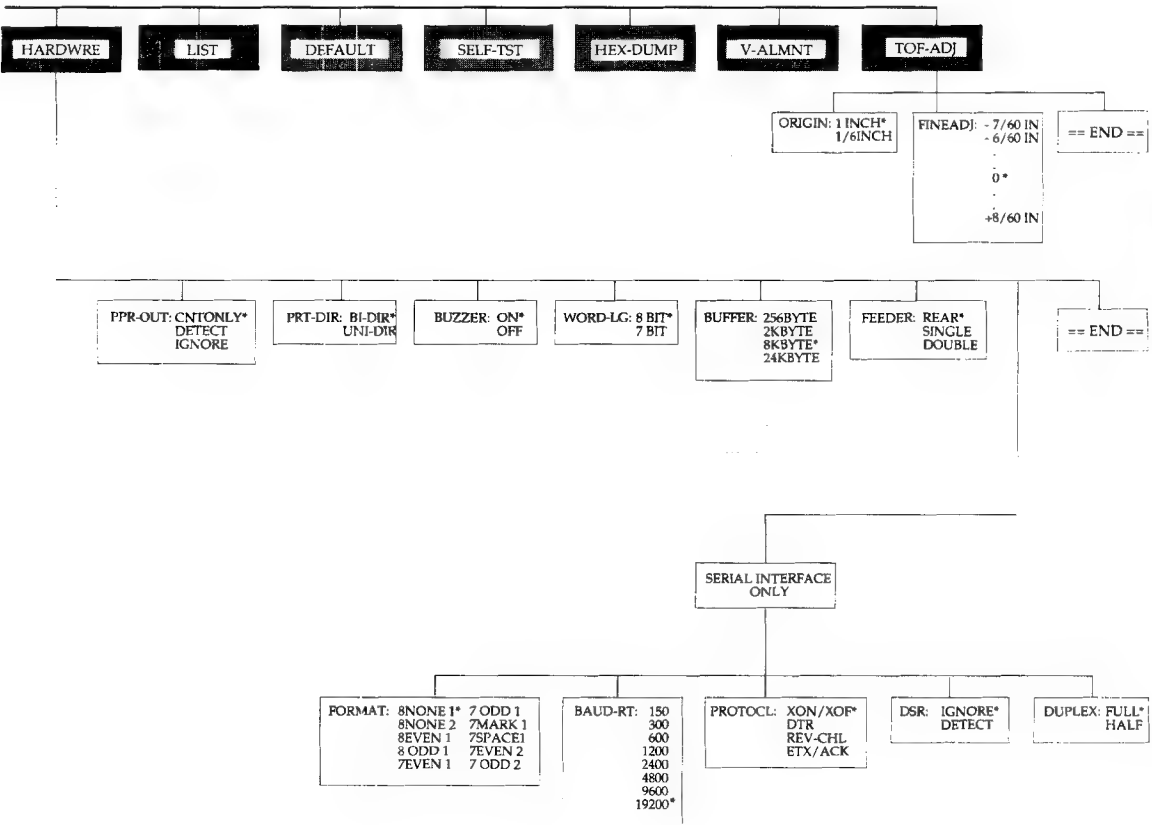 HARDWRE LIST DEFAULT SELF-TST HEX-DUMP V-ALMNT TOF-ADJ
ORIGIN: 1 INCH*
1/6INCH
FINEADJ: - 7/60 IN
- 6/60 IN
.
.
0 *
.
.
+8/60 IN
== END ==
PPR-OUT: CNTONLY*
DETECT
IGNORE
PRT-DIR: BI-DIR*
UNI-DIR
BUZZER: ON*
OFF
WORD-LG: 8 BIT*
7 BIT
BUFFER: 256BYTE
2KBYTE
8KBYTE*
24KBYTE
FEEDER: REAR*
SINGLE
DOUBLE
== END ==
SERIAL INTERFACE
ONLY
FORMAT: 8NONE 1* 7 ODD 1
8NONE 2 7MARK 1
8EVEN 1 7SPACE1
8 ODD 1 7EVEN 2
7EVEN 1 7 ODD 2
BAUD-RT: 150
300
600
1200
2400
4800
9600
19200*
PROTOCL: XON/XOF*
DTR
REV-CHL
ETX/ACK
DSR: IGNORE*
DETECT
DUPLEX: FULL*
HALF